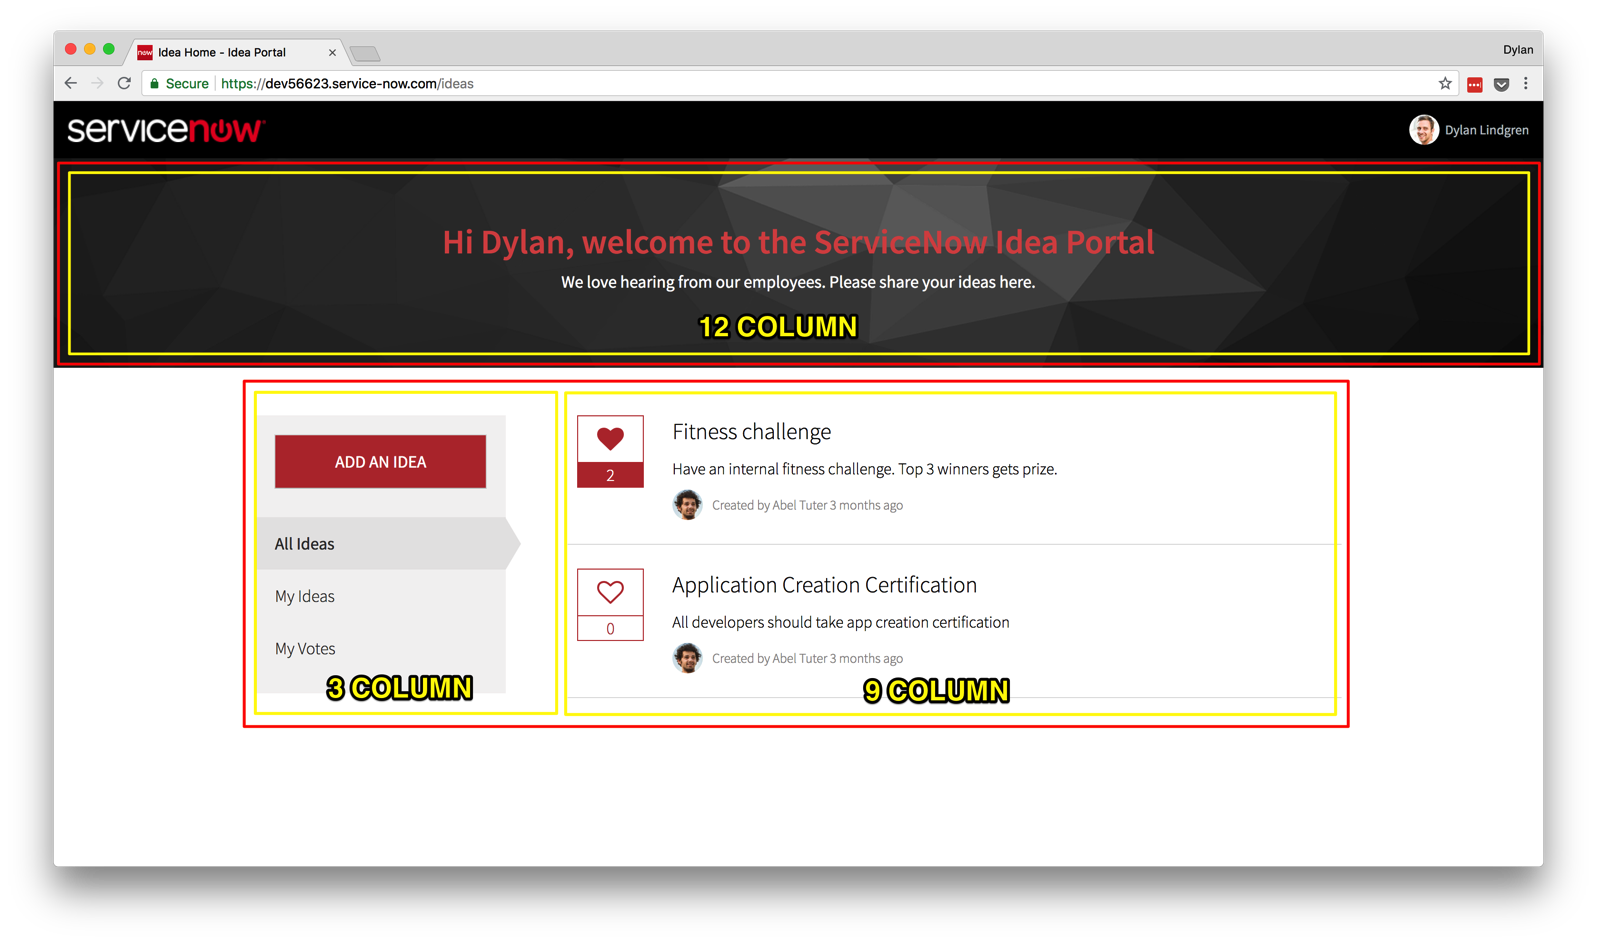 now Idea Home - Idea Portal
Dylan
Secure https://dev56623.service-now.com/ideas
servicenow
Dylan Lindgren
Hi Dylan, welcome to the ServiceNow Idea Portal
We love hearing from our employees. Please share your ideas here.
12 COLUMN
ADD AN IDEA
All Ideas
My Ideas
My Votes
3 COLUMN
2
Fitness challenge
Have an internal fitness challenge. Top 3 winners gets prize.
Created by Abel Tuter 3 months ago
0
Application Creation Certification
All developers should take app creation certification
Created by Abel Tuter 3 months ago
9 COLUMN